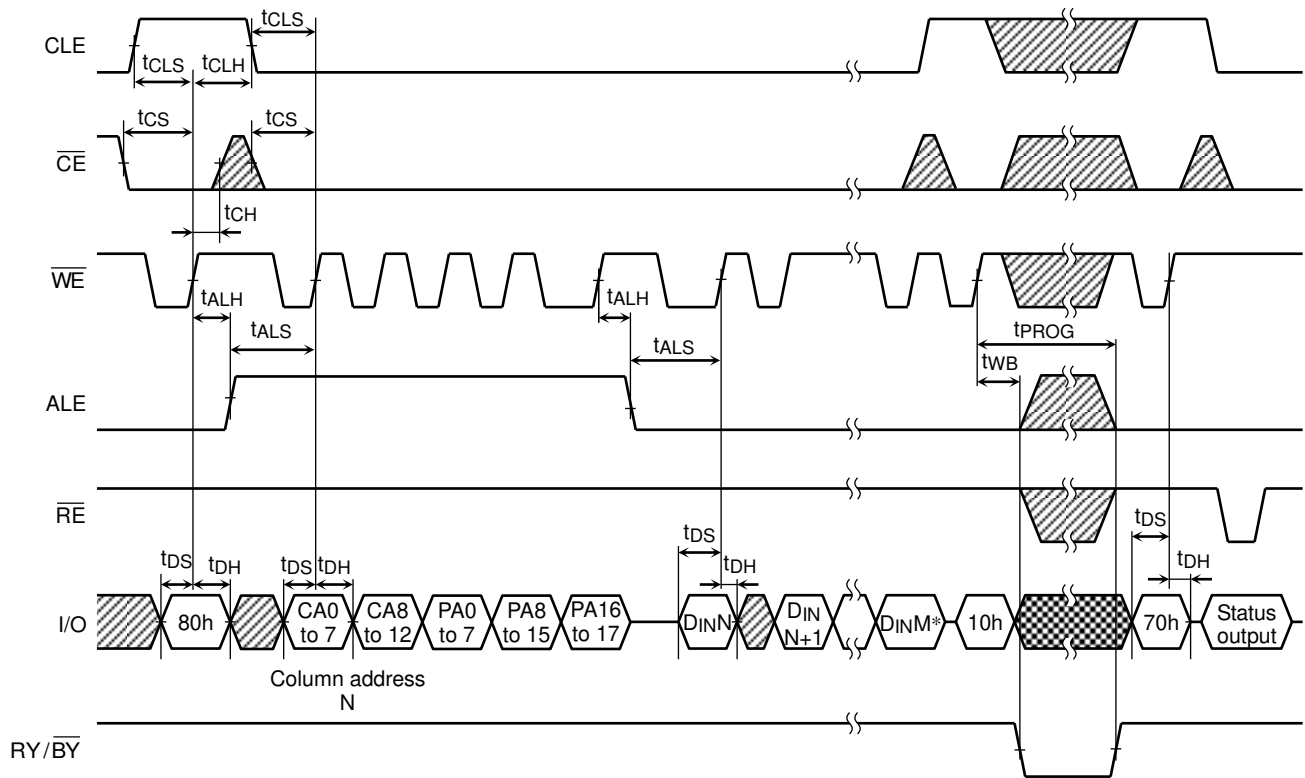 tCLS
CLE
tCLS
tCLH
tCS
tCS
CE
tCH
WE
tALH
tALH
tPROG
tALS
tALS
tWB
ALE
RE
tDS
tDS
tDS
tDH
tDS
tDH
tDH
tDH
I/O
80h
CA0
to 7
CA8
to 12
PA0
to 7
PA8
to 15
PA16
to 17
DINN
DIN
N+1
DINM*
10h
70h
Status
output
Column address
N
RY/BY